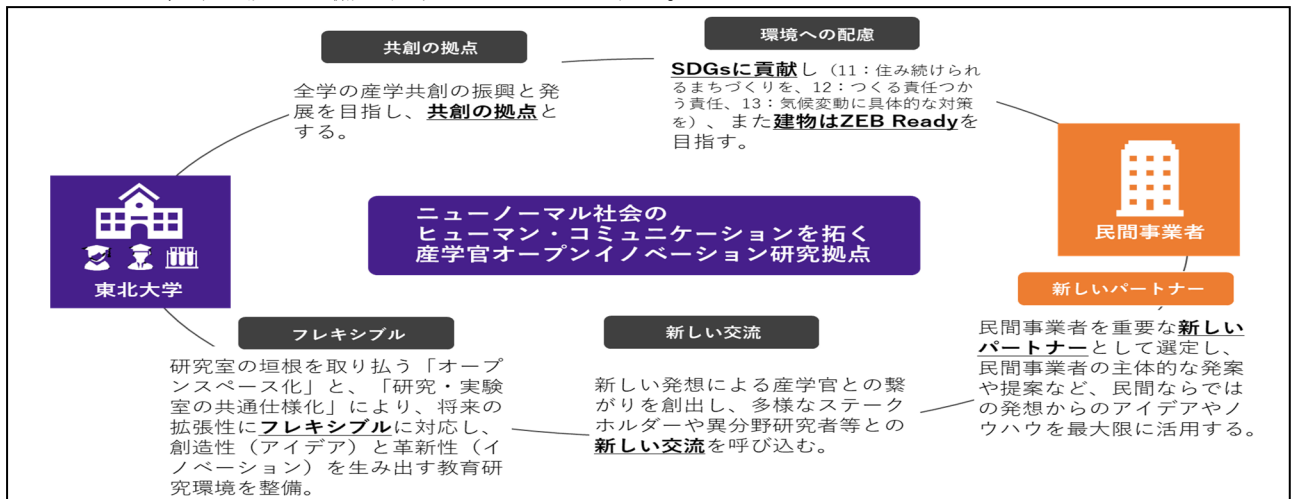 共創の拠点
全学の産学共創の振興と発
展を目指し、共創の拠点と
する。
環境への配慮
SDGsに貢献し（11：住み続けられ
るまちづくりを、12：つくる責任つか
う責任、13：気候変動に具体的な対策
を）、また建物はZEB Readyを
目指す。
東北大学
ニューノーマル社会の
ヒューマン・コミュニケーションを拓く
産学官オープンイノベーション研究拠点
民間事業者
新しいパートナー
民間事業者を重要な新しい
パートナーとして選定し、
民間事業者の主体的な発案
や提案など、民間ならでは
の発想からのアイデアやノ
ウハウを最大限に活用する。
新しい交流
新しい発想による産学官との繋
がりを創出し、多様なステーク
ホルダーや異分野研究者等との
新しい交流を呼び込む。
フレキシブル
研究室の垣根を取り払う「オープ
ンスペース化」と、「研究・実験
室の共通仕様化」により、将来の
拡張性にフレキシブルに対応し、
創造性（アイデア）と革新性（イ
ノベーション）を生み出す教育研
究環境を整備。